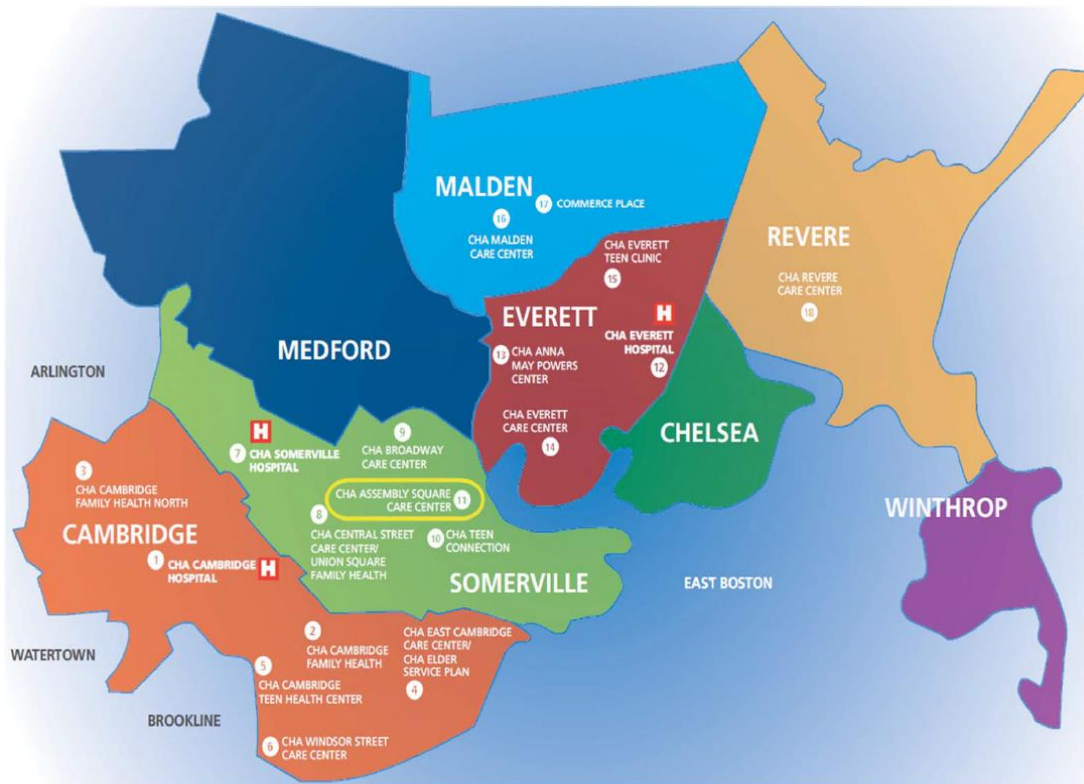 MALDEN
17 COMMERCE PLACE
16
CHA MALDEN
CARE CENTER
REVERE
CHA REVERE
CARE CENTER
18
CHA EVERETT
TEEN CLINIC
15
EVERETT
H
CHA EVERETT
HOSPITAL
12
13 CHA ANNA
MAY POWERS
CENTER
CHA EVERETT
CARE CENTER
14
MEDFORD
CHELSEA
WINTHROP
ARLINGTON
H
7 CHA SOMERVILLE
HOSPITAL
9
CHA BROADWAY
CARE CENTER
CHA ASSEMBLY SQUARE
CARE CENTER 11
8
CHA CENTRAL STREET
CARE CENTER/
UNION SQUARE
FAMILY HEALTH
10 CHA TEEN
CONNECTION
SOMERVILLE
EAST BOSTON
3
CHA CAMBRIDGE
FAMILY HEALTH NORTH
CAMBRIDGE
1 CHA CAMBRIDGE H
HOSPITAL
2
CHA CAMBRIDGE
FAMILY HEALTH
CHA EAST CAMBRIDGE
CARE CENTER/
CHA ELDER
SERVICE PLAN
4
5
CHA CAMBRIDGE
TEEN HEALTH CENTER
6 CHA WINDSOR STREET
CARE CENTER
WATERTOWN
BROOKLINE